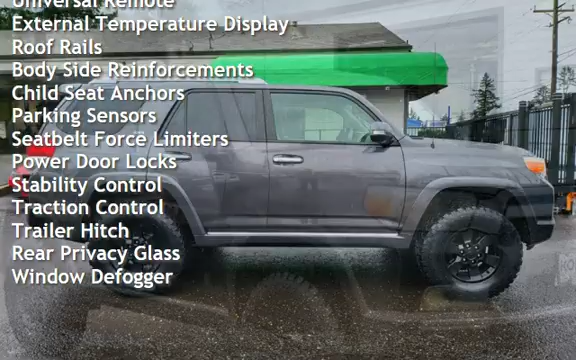 Universal Remote
External Temperature Display
Roof Rails
Body Side Reinforcements
Child Seat Anchors
Parking Sensors
Seatbelt Force Limiters
Power Door Locks
Stability Control
Traction Control
Trailer Hitch
Rear Privacy Glass
Window Defogger